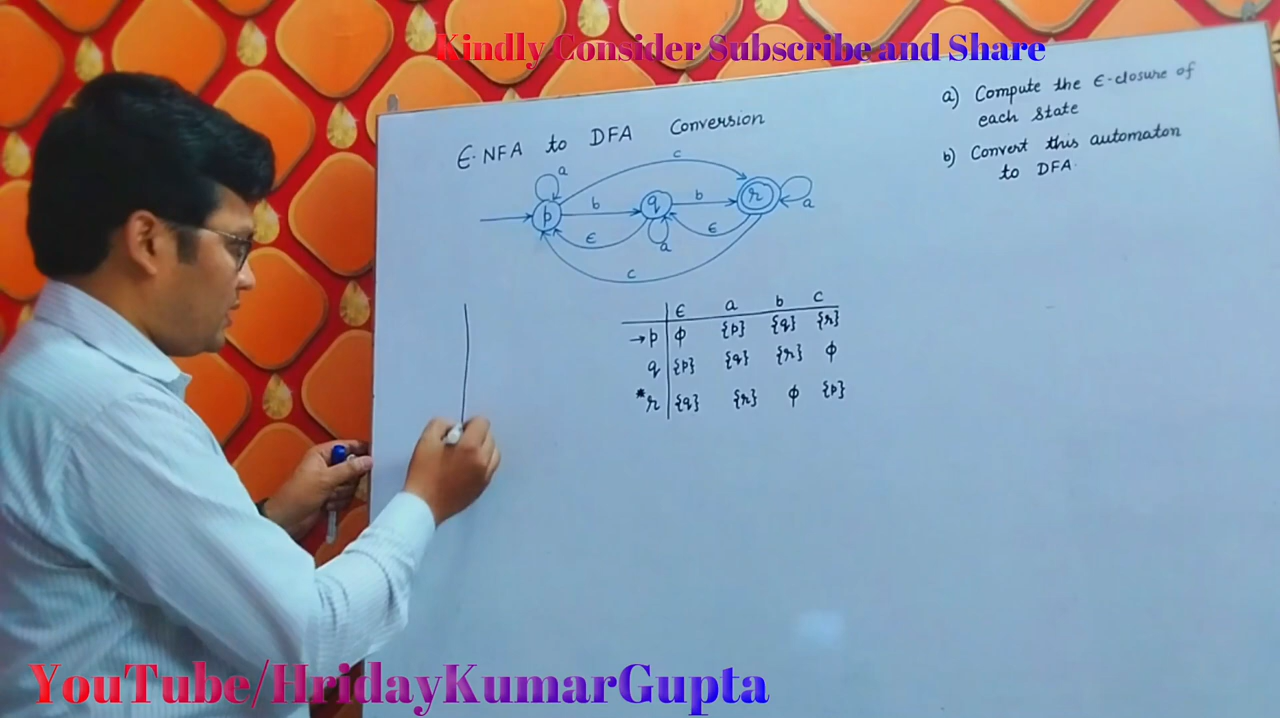 Kindly Consider Subscribe and Share
a) Compute the ϵ-closure of
each state
b) Convert this automaton
to DFA.
ϵ-NFA to DFA Conversion
a
c
p b q b r a
ϵ a ϵ
c
ϵ a b c
→p ϕ {p} {q} {r}
q {p} {q} {r} ϕ
*r {q} {r} ϕ {p}
YouTube/HridayKumarGupta